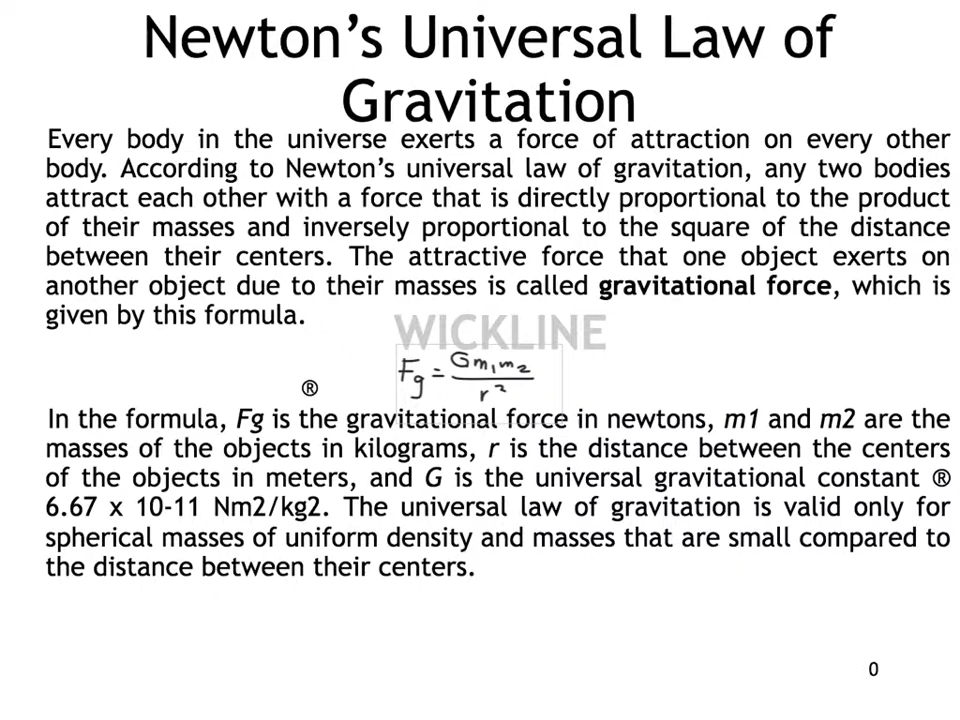 Newton's Universal Law of
Gravitation
Every body in the universe exerts a force of attraction on every other
body. According to Newton's universal law of gravitation, any two bodies
attract each other with a force that is directly proportional to the product
of their masses and inversely proportional to the square of the distance
between their centers. The attractive force that one object exerts on
another object due to their masses is called gravitational force, which is
given by this formula.
WICKLINE
Fg = Gm1m2/r²
®
In the formula, Fg is the gravitational force in newtons, m1 and m2 are the
masses of the objects in kilograms, r is the distance between the centers
of the objects in meters, and G is the universal gravitational constant ®
6.67 x 10-11 Nm2/kg2. The universal law of gravitation is valid only for
spherical masses of uniform density and masses that are small compared to
the distance between their centers.
0